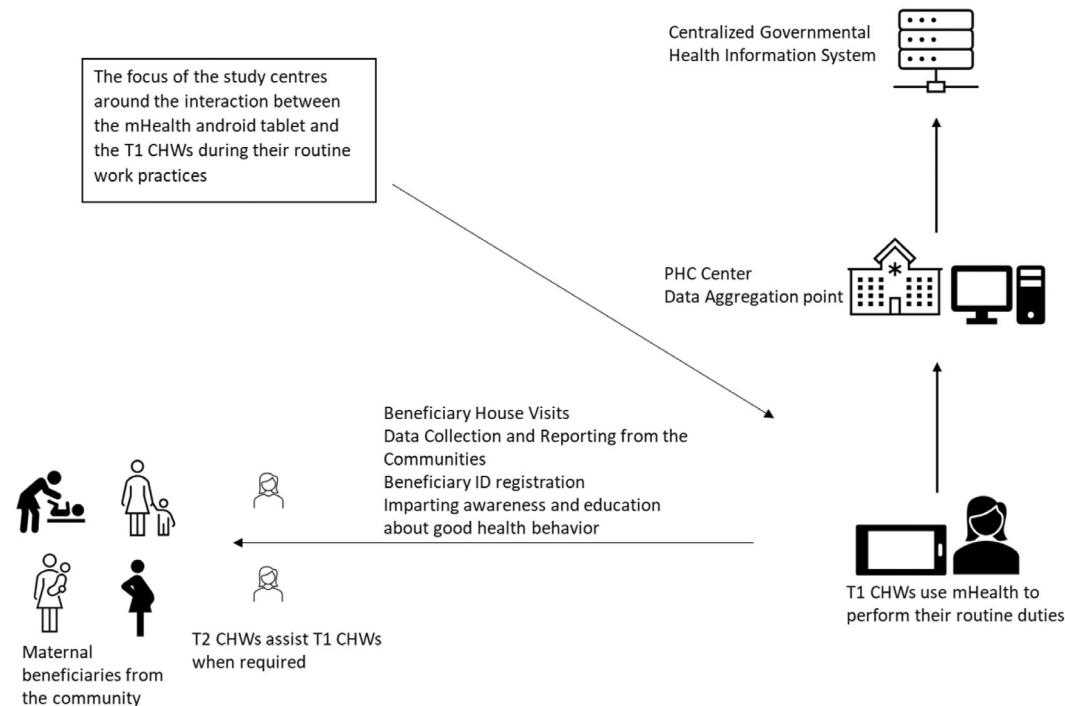 Centralized Governmental
Health Information System
The focus of the study centres
around the interaction between
the mHealth android tablet and
the T1 CHWs during their routine
work practices
PHC Center
Data Aggregation point
Beneficiary House Visits
Data Collection and Reporting from the
Communities
Beneficiary ID registration
Imparting awareness and education
about good health behavior
T1 CHWs use mHealth to
perform their routine duties
T2 CHWs assist T1 CHWs
when required
Maternal
beneficiaries from
the community